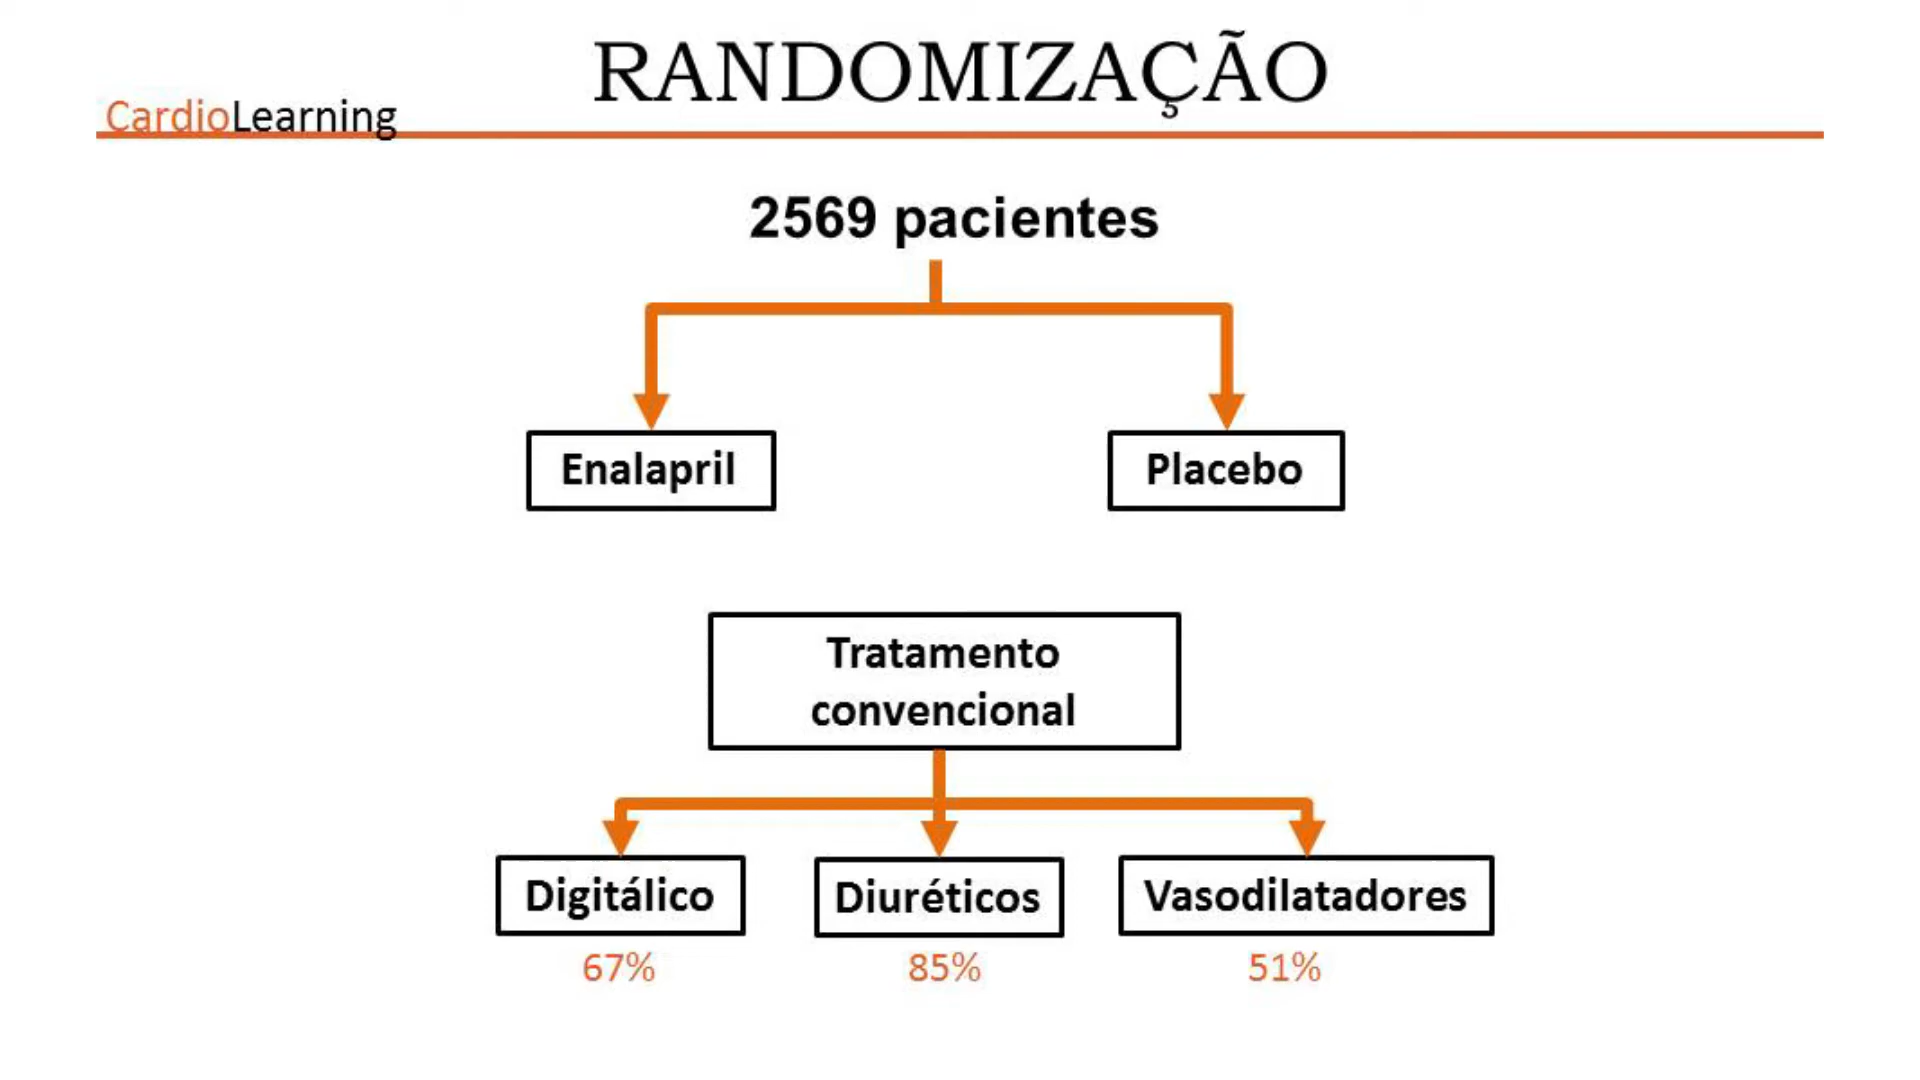 RANDOMIZAÇÃO
CardioLearning
2569 pacientes
Enalapril
Placebo
Tratamento
convencional
Digitálico
Diuréticos
Vasodilatadores
67%
85%
51%